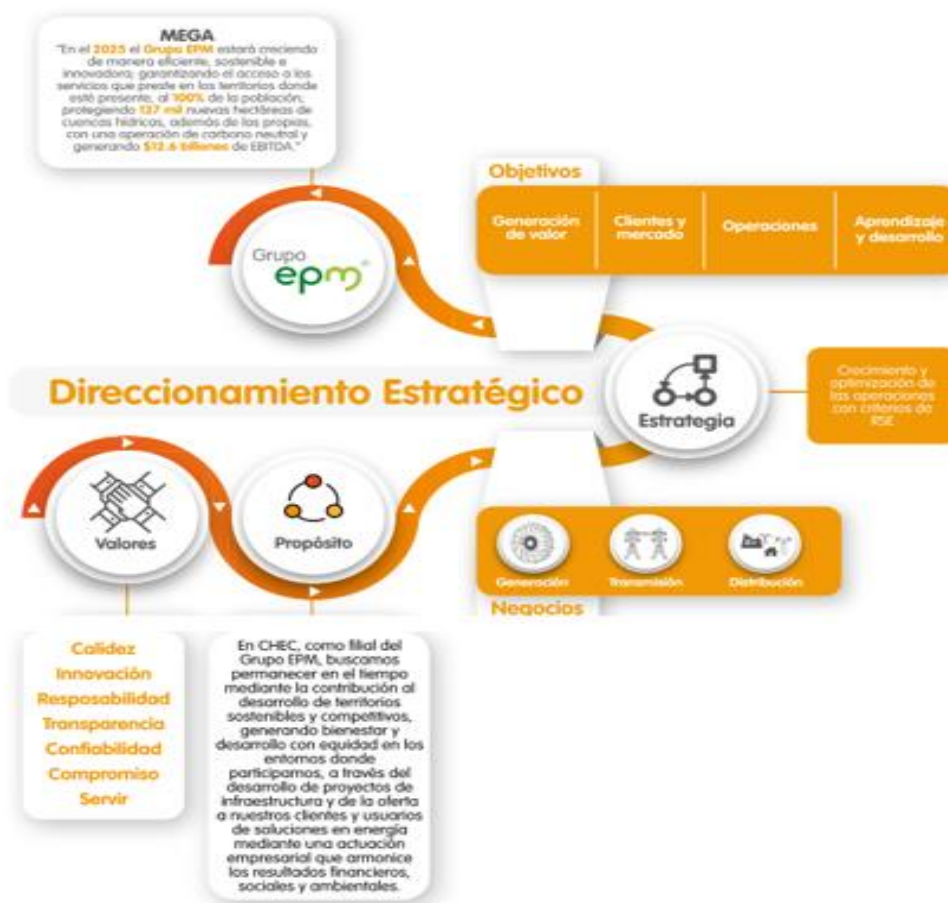 MEGA
"En el 2025 el Grupo EPM estará creciendo
de manera eficiente, sostenible e
innovadora; garantizando el acceso a los
servicios que preste en los territorios donde
esté presente, al 100% de la población,
protegiendo 137 mil nuevas hectáreas de
cuencas hídricas, además de las propias,
con una operación de carbono neutral y
generando $12.6 billones de EBITDA."
Objetivos
Generación
de valor
Clientes y
mercado
Operaciones
Aprendizaje
y desarrollo
Grupo
epm®
Direccionamiento Estratégico
Estrategia
Crecimiento y
optimización de
las operaciones
con criterios de
RSE
Valores
Propósito
Generación
Transmisión
Distribución
Negocios
Calidez
Innovación
Responsabilidad
Transparencia
Confiabilidad
Compromiso
Servir
En CHEC, como filial del
Grupo EPM, buscamos
permanecer en el tiempo
mediante la contribución al
desarrollo de territorios
sostenibles y competitivos,
generando bienestar y
desarrollo con equidad en los
entornos donde
participamos, a través del
desarrollo de proyectos de
infraestructura y de la oferta
a nuestros clientes y usuarios
de soluciones en energía
mediante una actuación
empresarial que armonice
los resultados financieros,
sociales y ambientales.